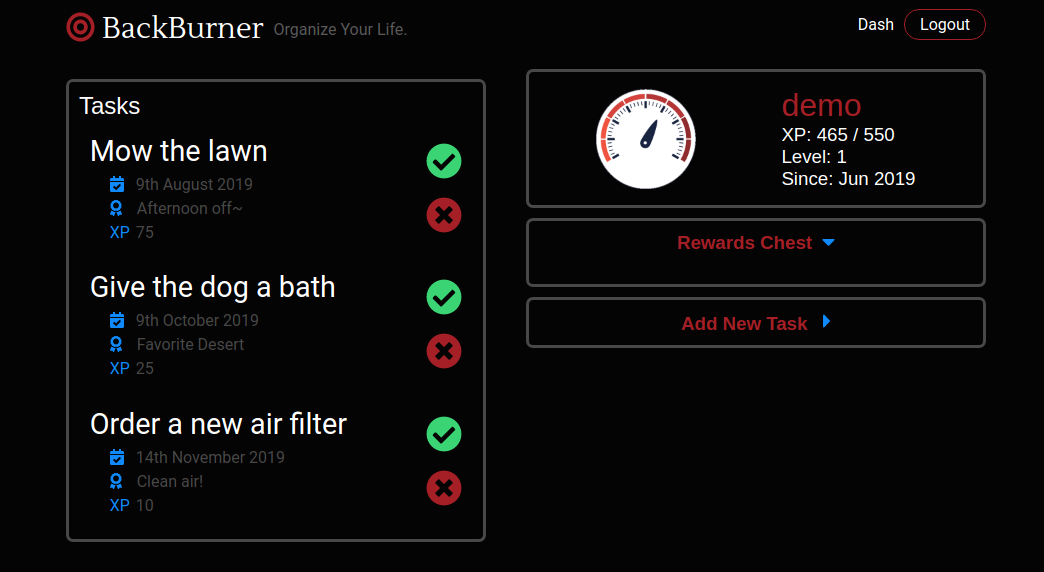 BackBurner Organize Your Life.
Dash Logout
Tasks
Mow the lawn
9th August 2019
Afternoon off~
XP 75
Give the dog a bath
9th October 2019
Favorite Desert
XP 25
Order a new air filter
14th November 2019
Clean air!
XP 10
demo
XP: 465 / 550
Level: 1
Since: Jun 2019
Rewards Chest
Add New Task